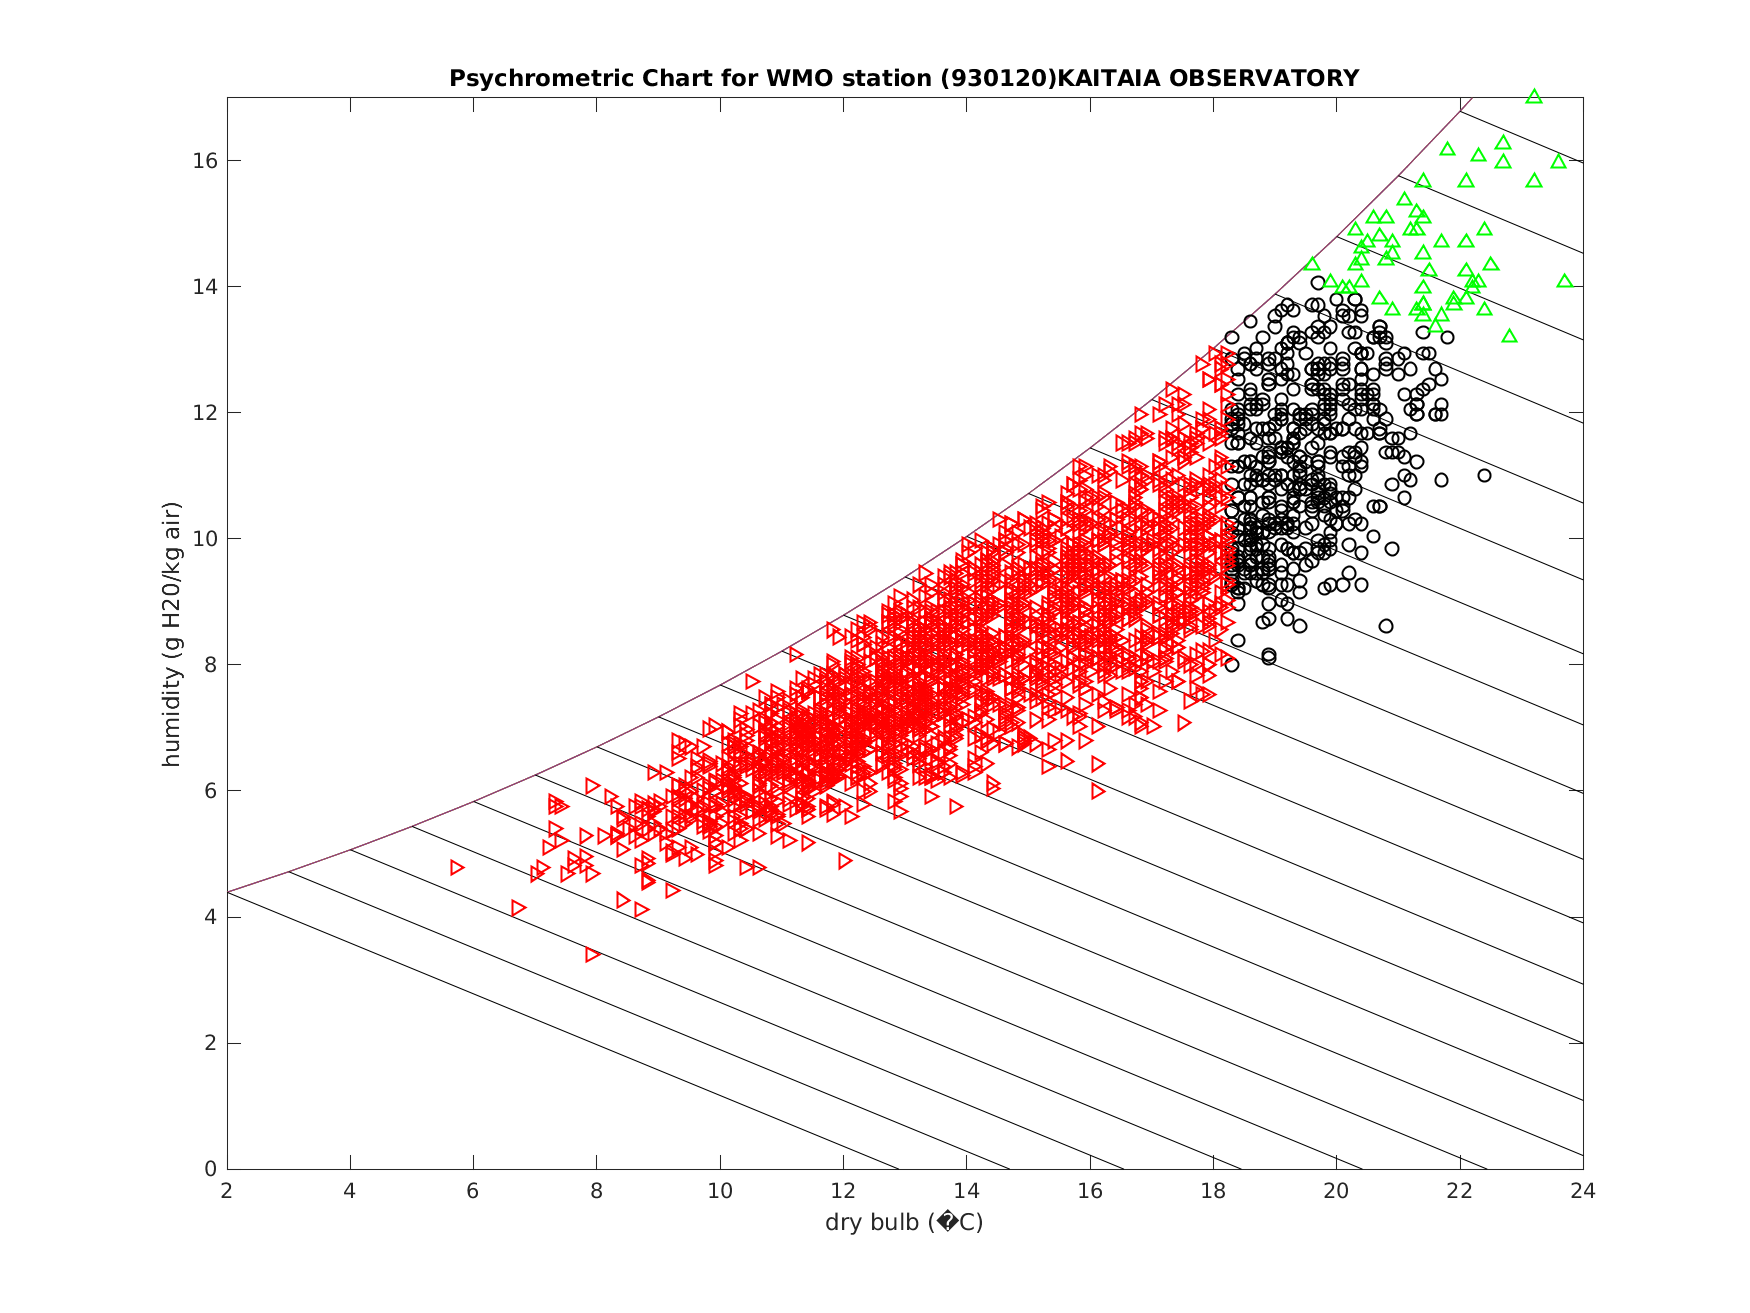 Psychrometric Chart for WMO station (930120)KAITAIA OBSERVATORY
16
14
12
10
8
6
4
2
0
humidity (g H20/kg air)
2 4 6 8 10 12 14 16 18 20 22 24
dry bulb (�C)